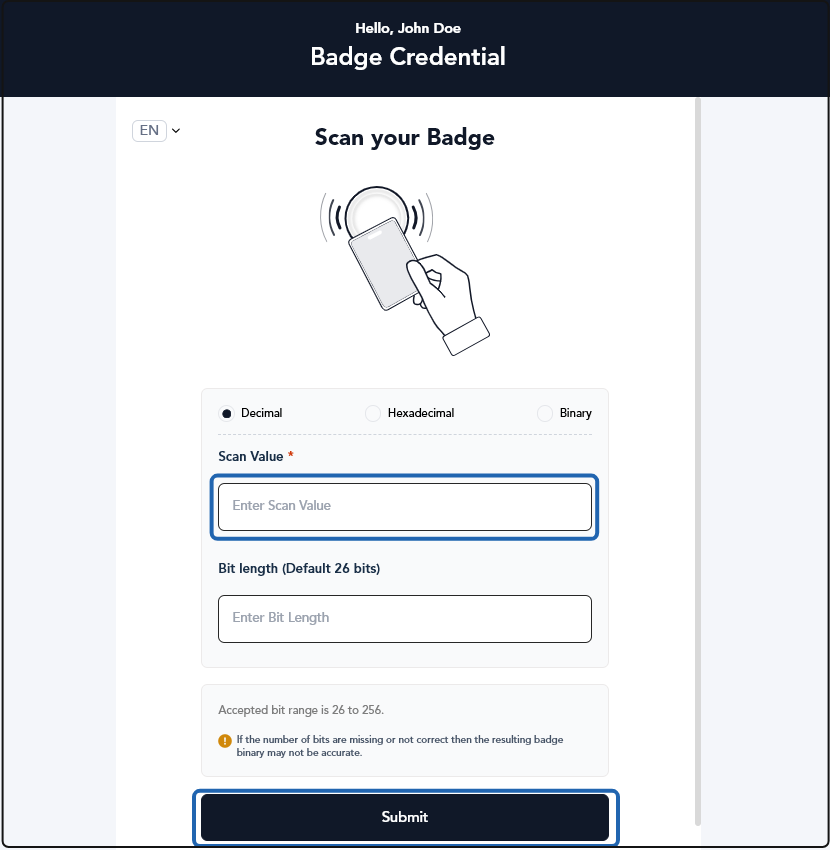 Hello, John Doe
Badge Credential
EN
Scan your Badge
Decimal
Hexadecimal
Binary
Scan Value *
Enter Scan Value
Bit length (Default 26 bits)
Enter Bit Length
Accepted bit range is 26 to 256.
! If the number of bits are missing or not correct then the resulting badge
binary may not be accurate.
Submit